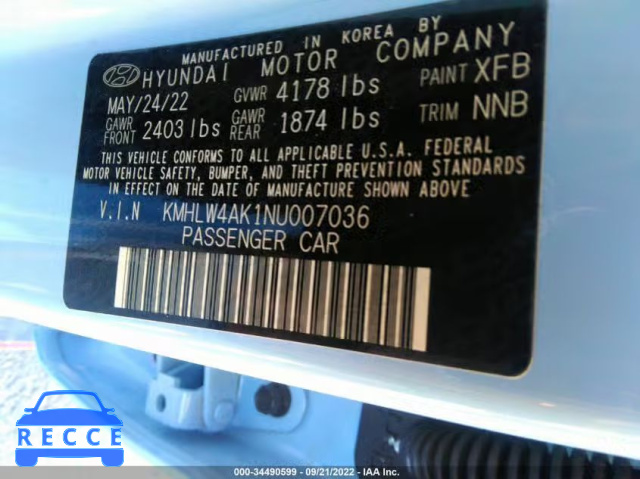 MANUFACTURED IN KOREA BY
HYUNDAI MOTOR COMPANY
MAY/24/22 GVWR 4178 lbs PAINT XFB
GAWR FRONT 2403 lbs GAWR REAR 1874 lbs TRIM NNB
THIS VEHICLE CONFORMS TO ALL APPLICABLE U.S.A. FEDERAL
MOTOR VEHICLE SAFETY, BUMPER, AND THEFT PREVENTION STANDARDS
IN EFFECT ON THE DATE OF MANUFACTURE SHOWN ABOVE
V.I.N KMHLW4AK1NU007036
PASSENGER CAR
RECCE
000-34490599 - 09/21/2022 - IAA Inc.